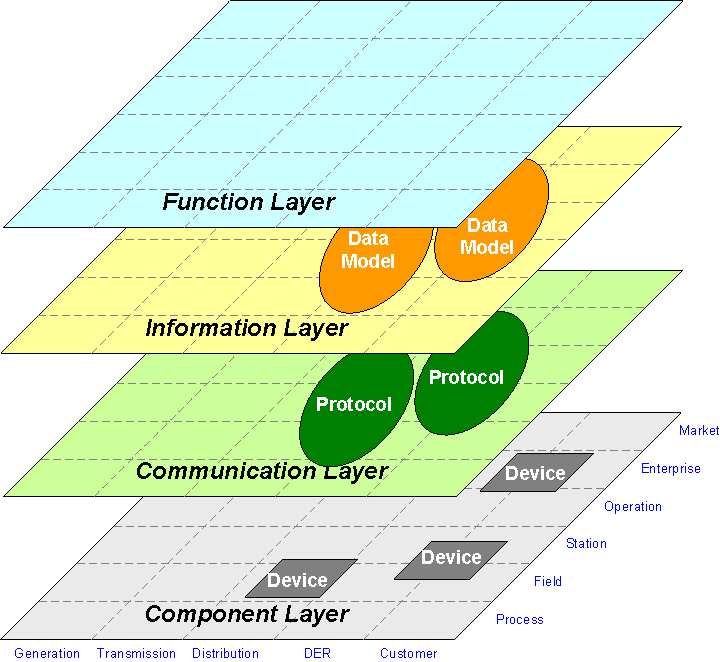 Function Layer
Data
Model
Data
Model
Information Layer
Protocol
Protocol
Communication Layer
Device
Device
Device
Component Layer
Market
Enterprise
Operation
Station
Field
Process
Generation Transmission Distribution DER Customer